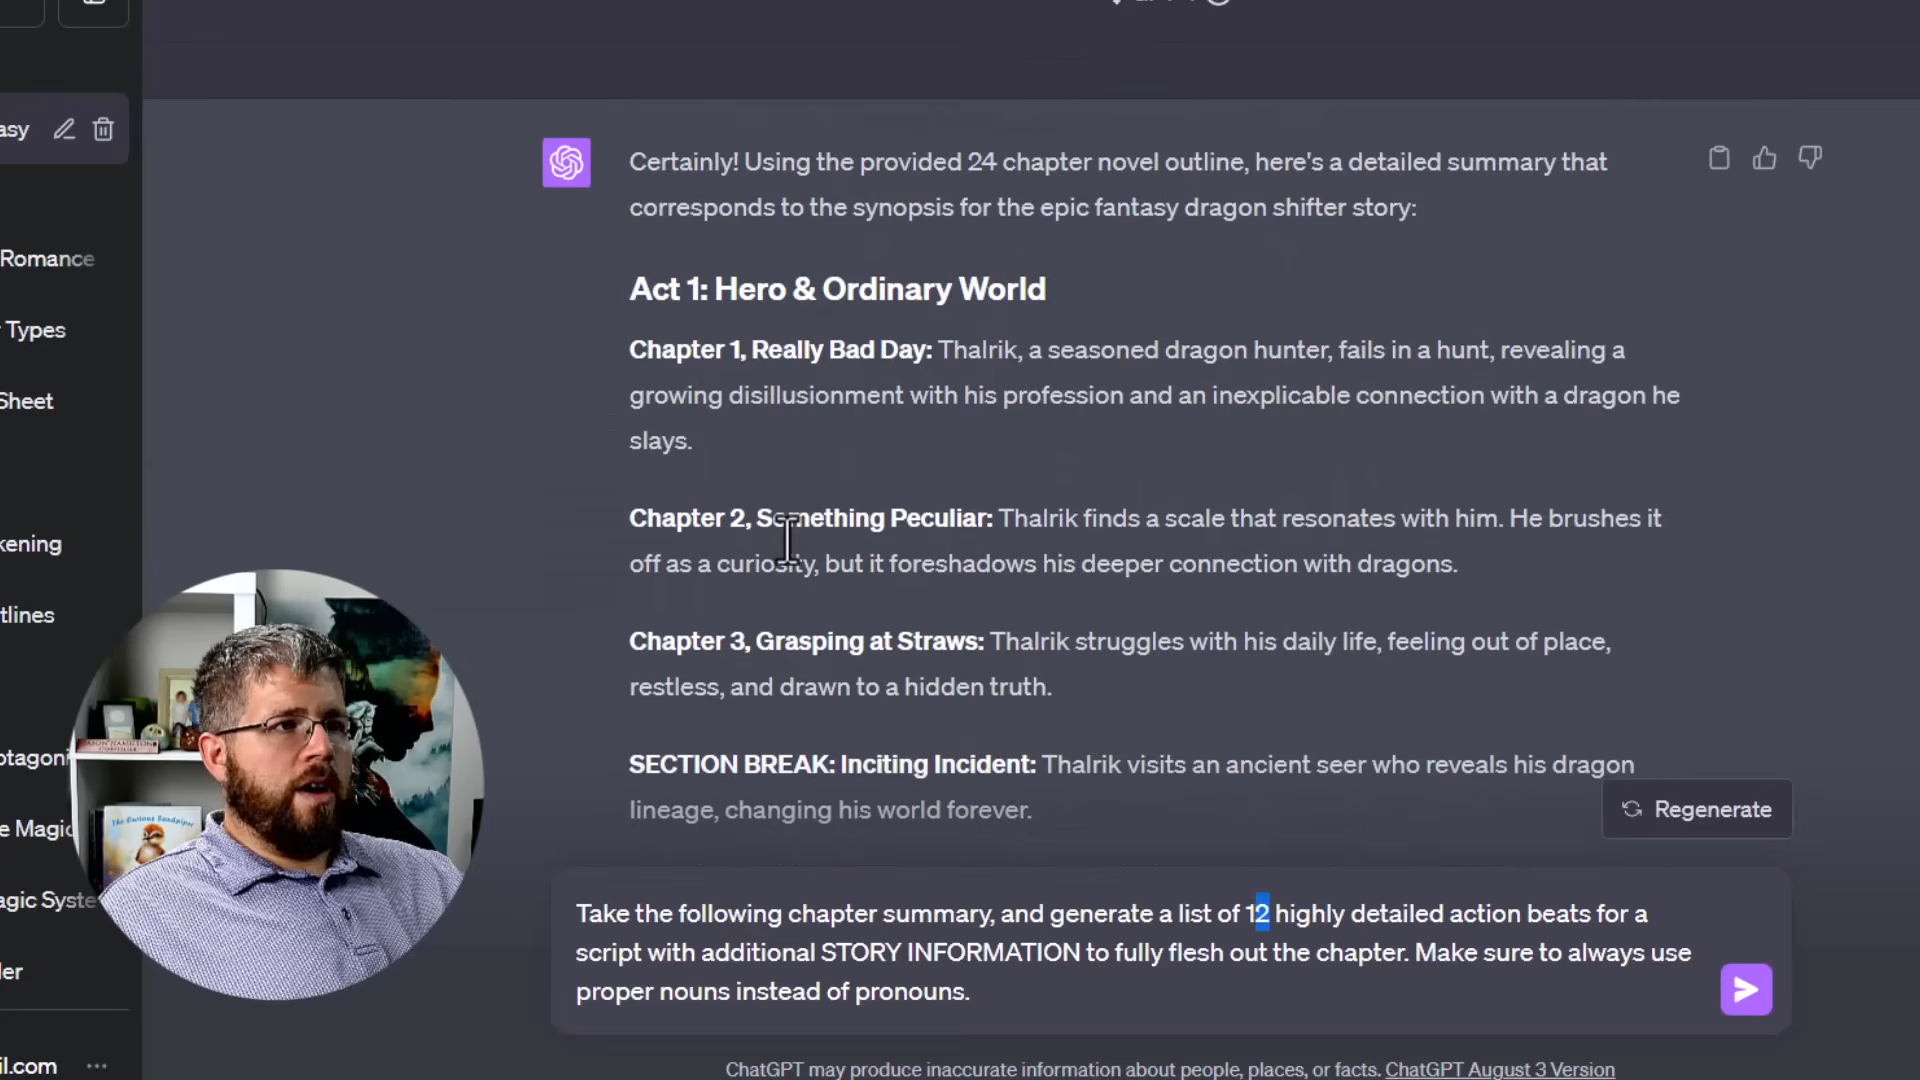 asy
Romance
Types
Sheet
kening
tlines
otagoni
e Magic
agic Syste
ler
il.com
Certainly! Using the provided 24 chapter novel outline, here's a detailed summary that
corresponds to the synopsis for the epic fantasy dragon shifter story:
Act 1: Hero & Ordinary World
Chapter 1, Really Bad Day: Thalrik, a seasoned dragon hunter, fails in a hunt, revealing a
growing disillusionment with his profession and an inexplicable connection with a dragon he
slays.
Chapter 2, Something Peculiar: Thalrik finds a scale that resonates with him. He brushes it
off as a curiosity, but it foreshadows his deeper connection with dragons.
Chapter 3, Grasping at Straws: Thalrik struggles with his daily life, feeling out of place,
restless, and drawn to a hidden truth.
SECTION BREAK: Inciting Incident: Thalrik visits an ancient seer who reveals his dragon
lineage, changing his world forever.
Regenerate
Take the following chapter summary, and generate a list of 12 highly detailed action beats for a
script with additional STORY INFORMATION to fully flesh out the chapter. Make sure to always use
proper nouns instead of pronouns.
ChatGPT may produce inaccurate information about people, places, or facts. ChatGPT August 3 Version
The Curious Sandpiper